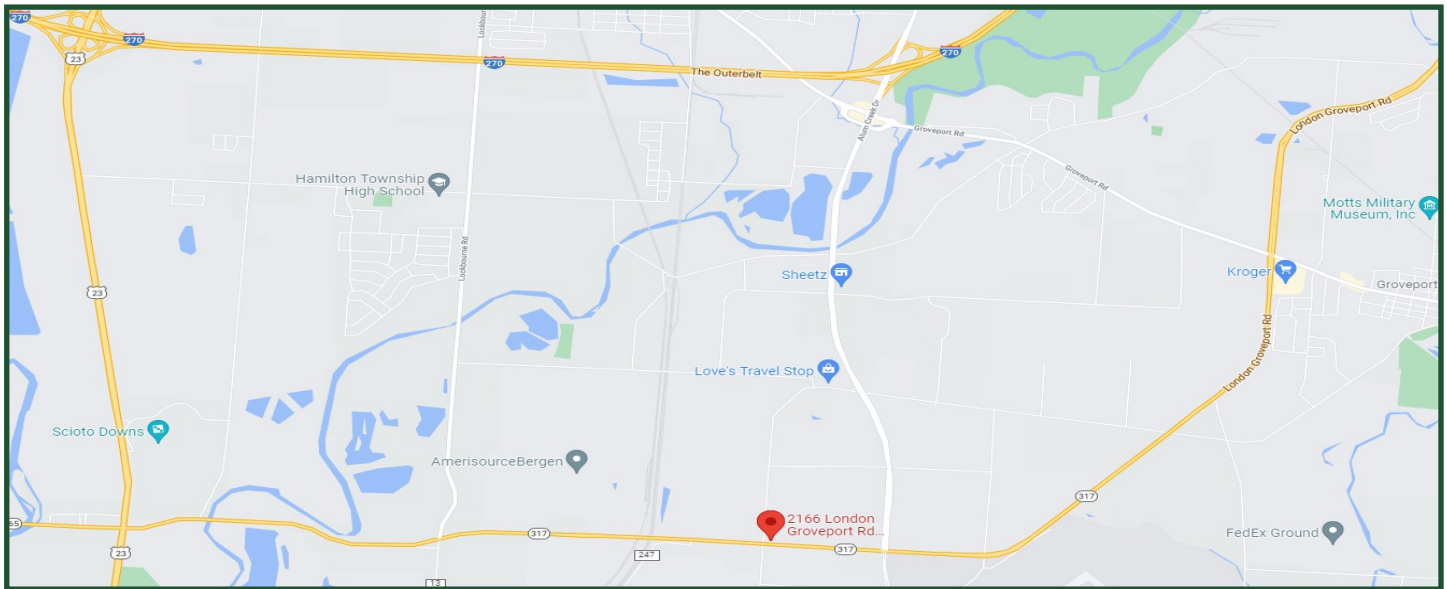 270
23
270
Lockbou
270
The Outerbelt
270
Alum Creek Dr
Groveport Rd
London Groveport Rd
Hamilton Township
High School
Groveport Rd
Motts Military
Museum, Inc
Lockbourne Rd
Sheetz
Kroger
Groveport
23
London Groveport Rd
Love's Travel Stop
London Groveport Rd
Scioto Downs
AmerisourceBergen
317
65
2166 London
Groveport Rd...
317
FedEx Ground
23
247
317
13